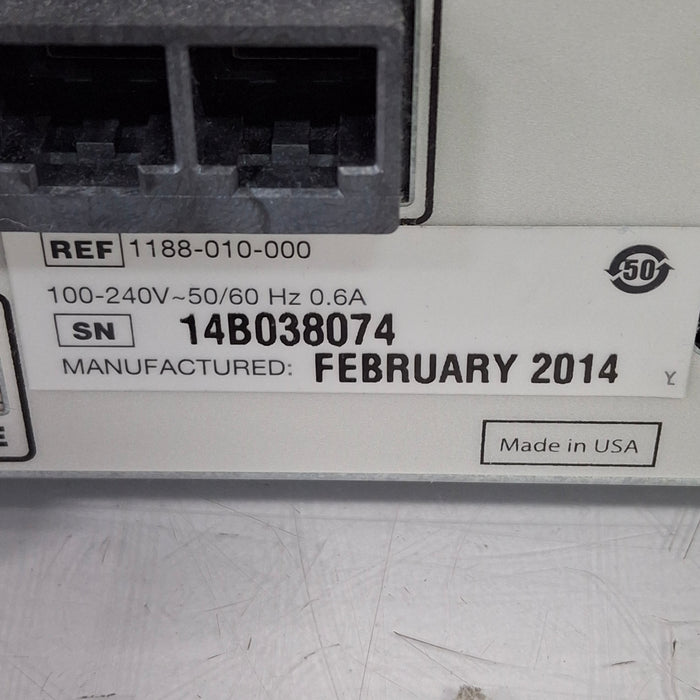 REF 1188-010-000
50
100-240V~50/60 Hz 0.6A
SN 14B038074
MANUFACTURED: FEBRUARY 2014
Y
E
Made in USA